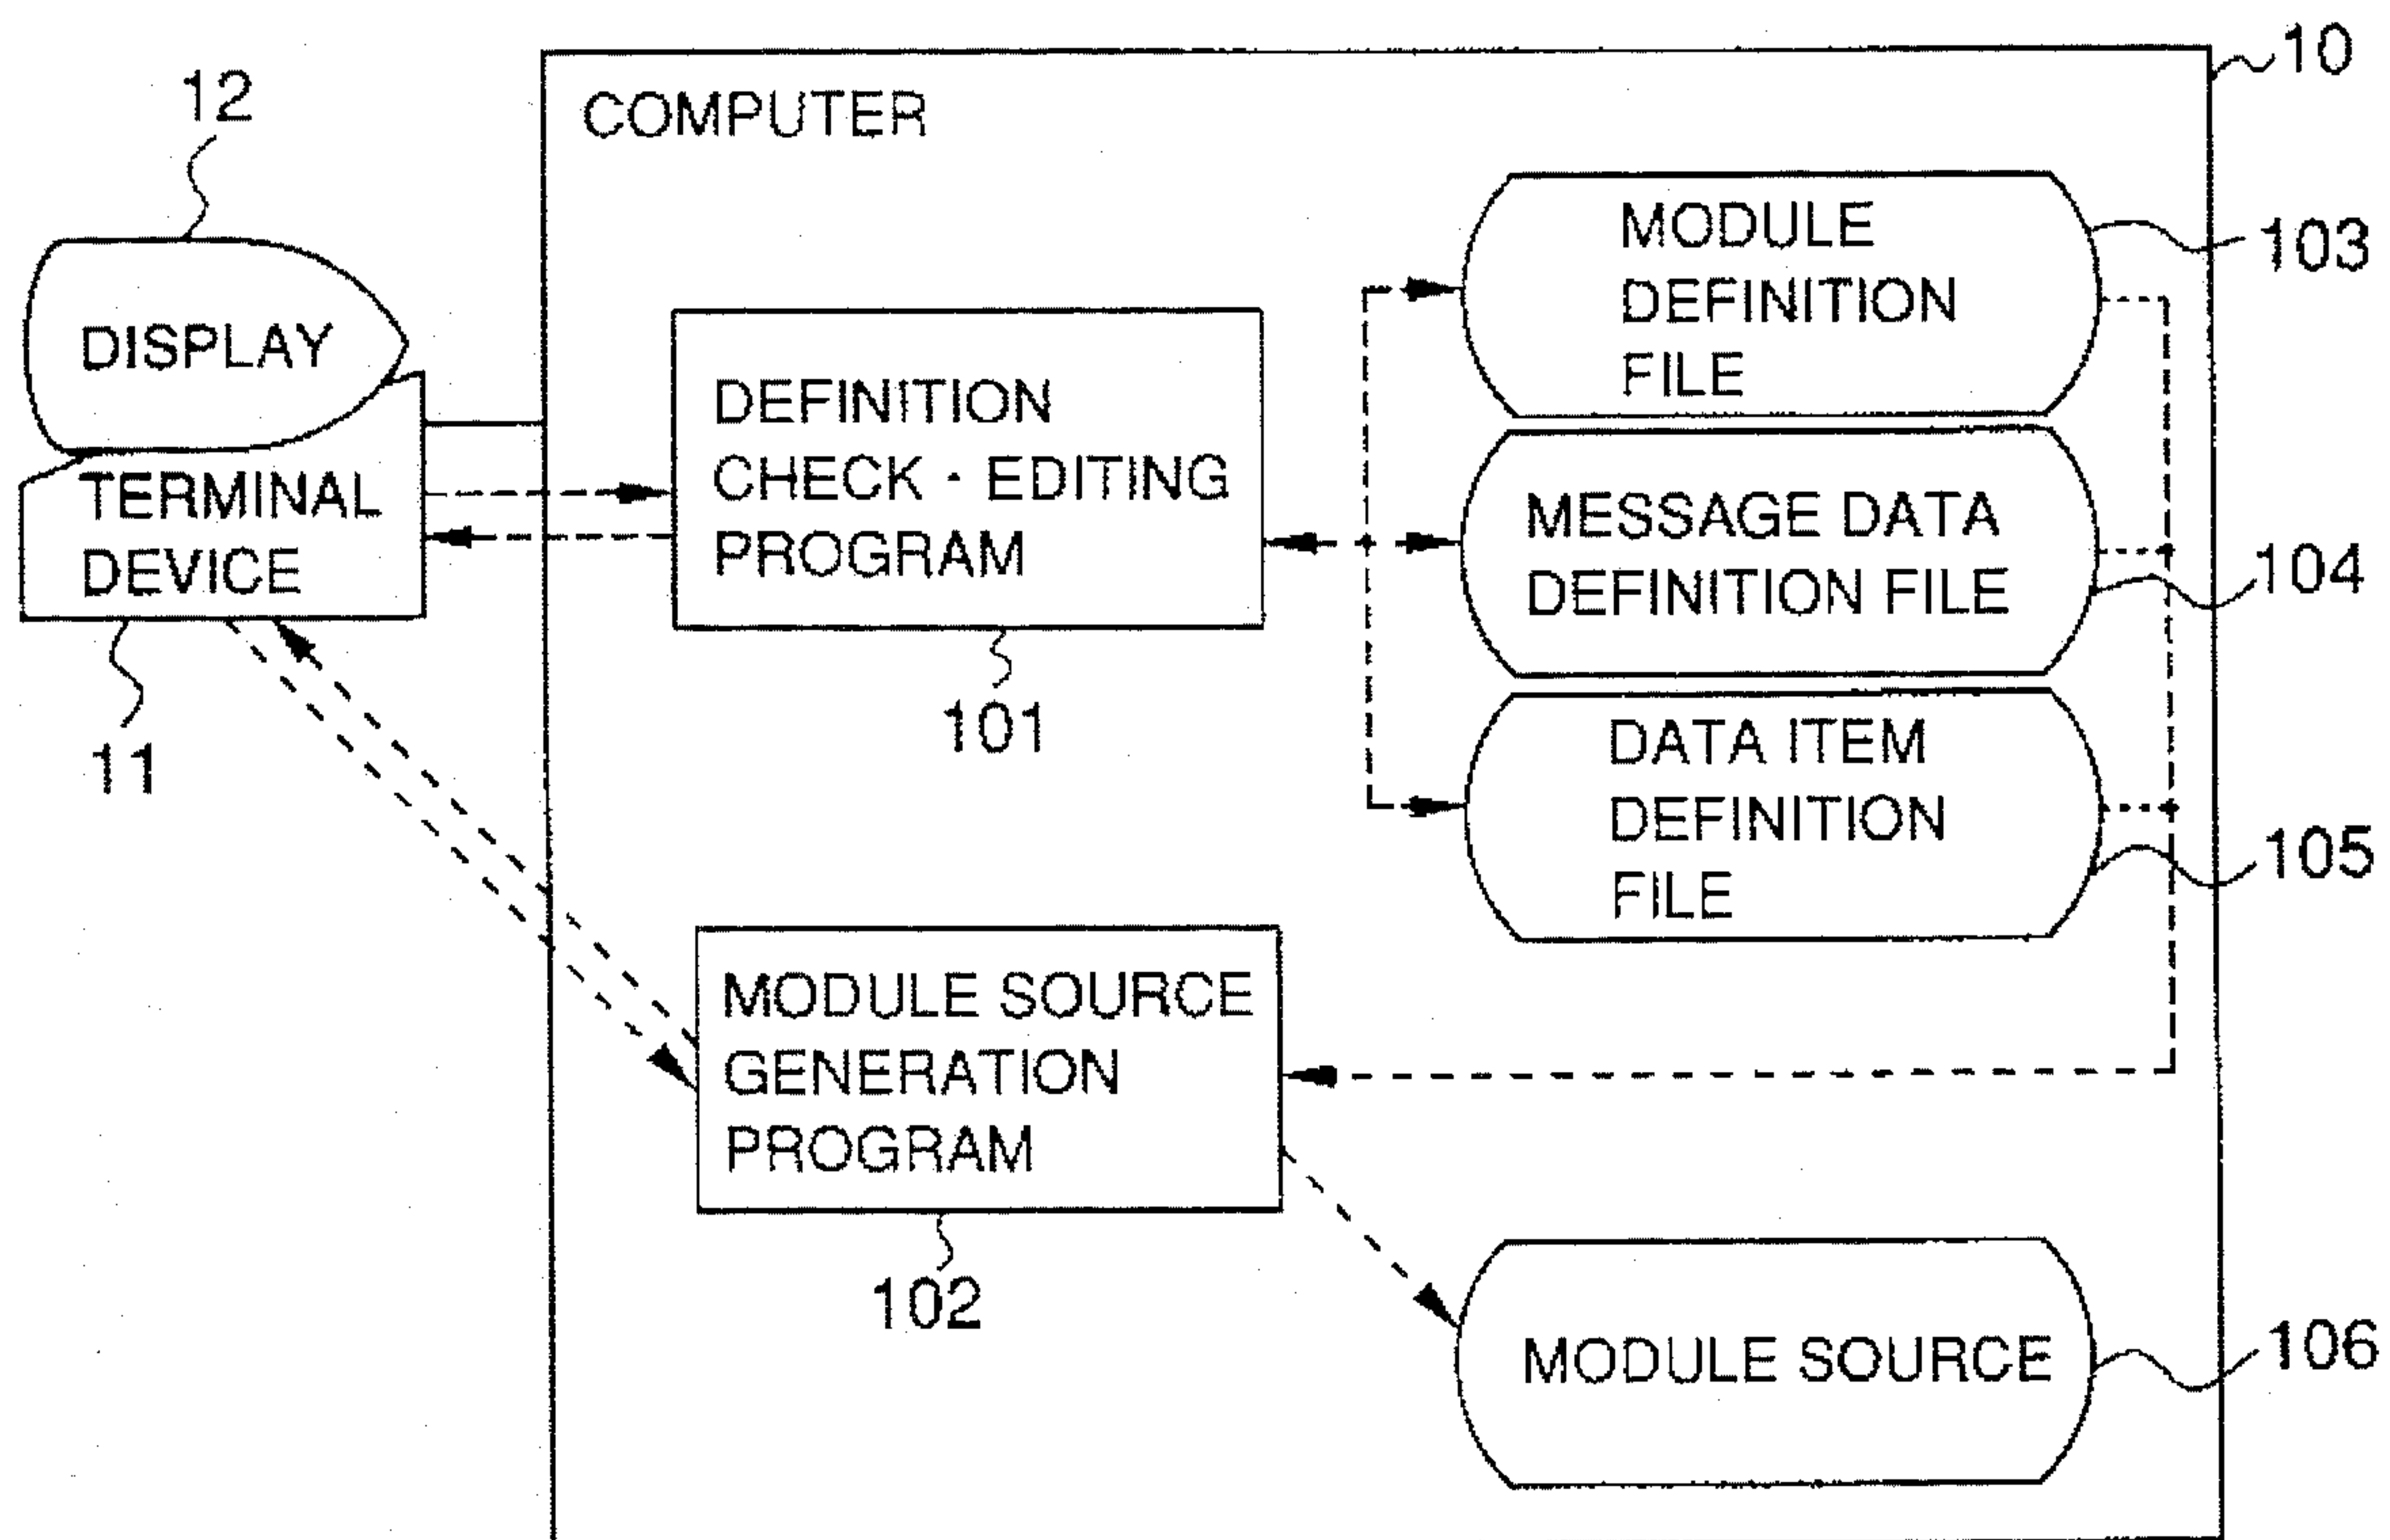 10
12
COMPUTER
MODULE
DEFINITION
FILE
103
DISPLAY
DEFINITION
CHECK · EDITING
PROGRAM
TERMINAL
DEVICE
MESSAGE DATA
DEFINITION FILE
104
11
101
DATA ITEM
DEFINITION
FILE
105
MODULE SOURCE
GENERATION
PROGRAM
102
MODULE SOURCE
106